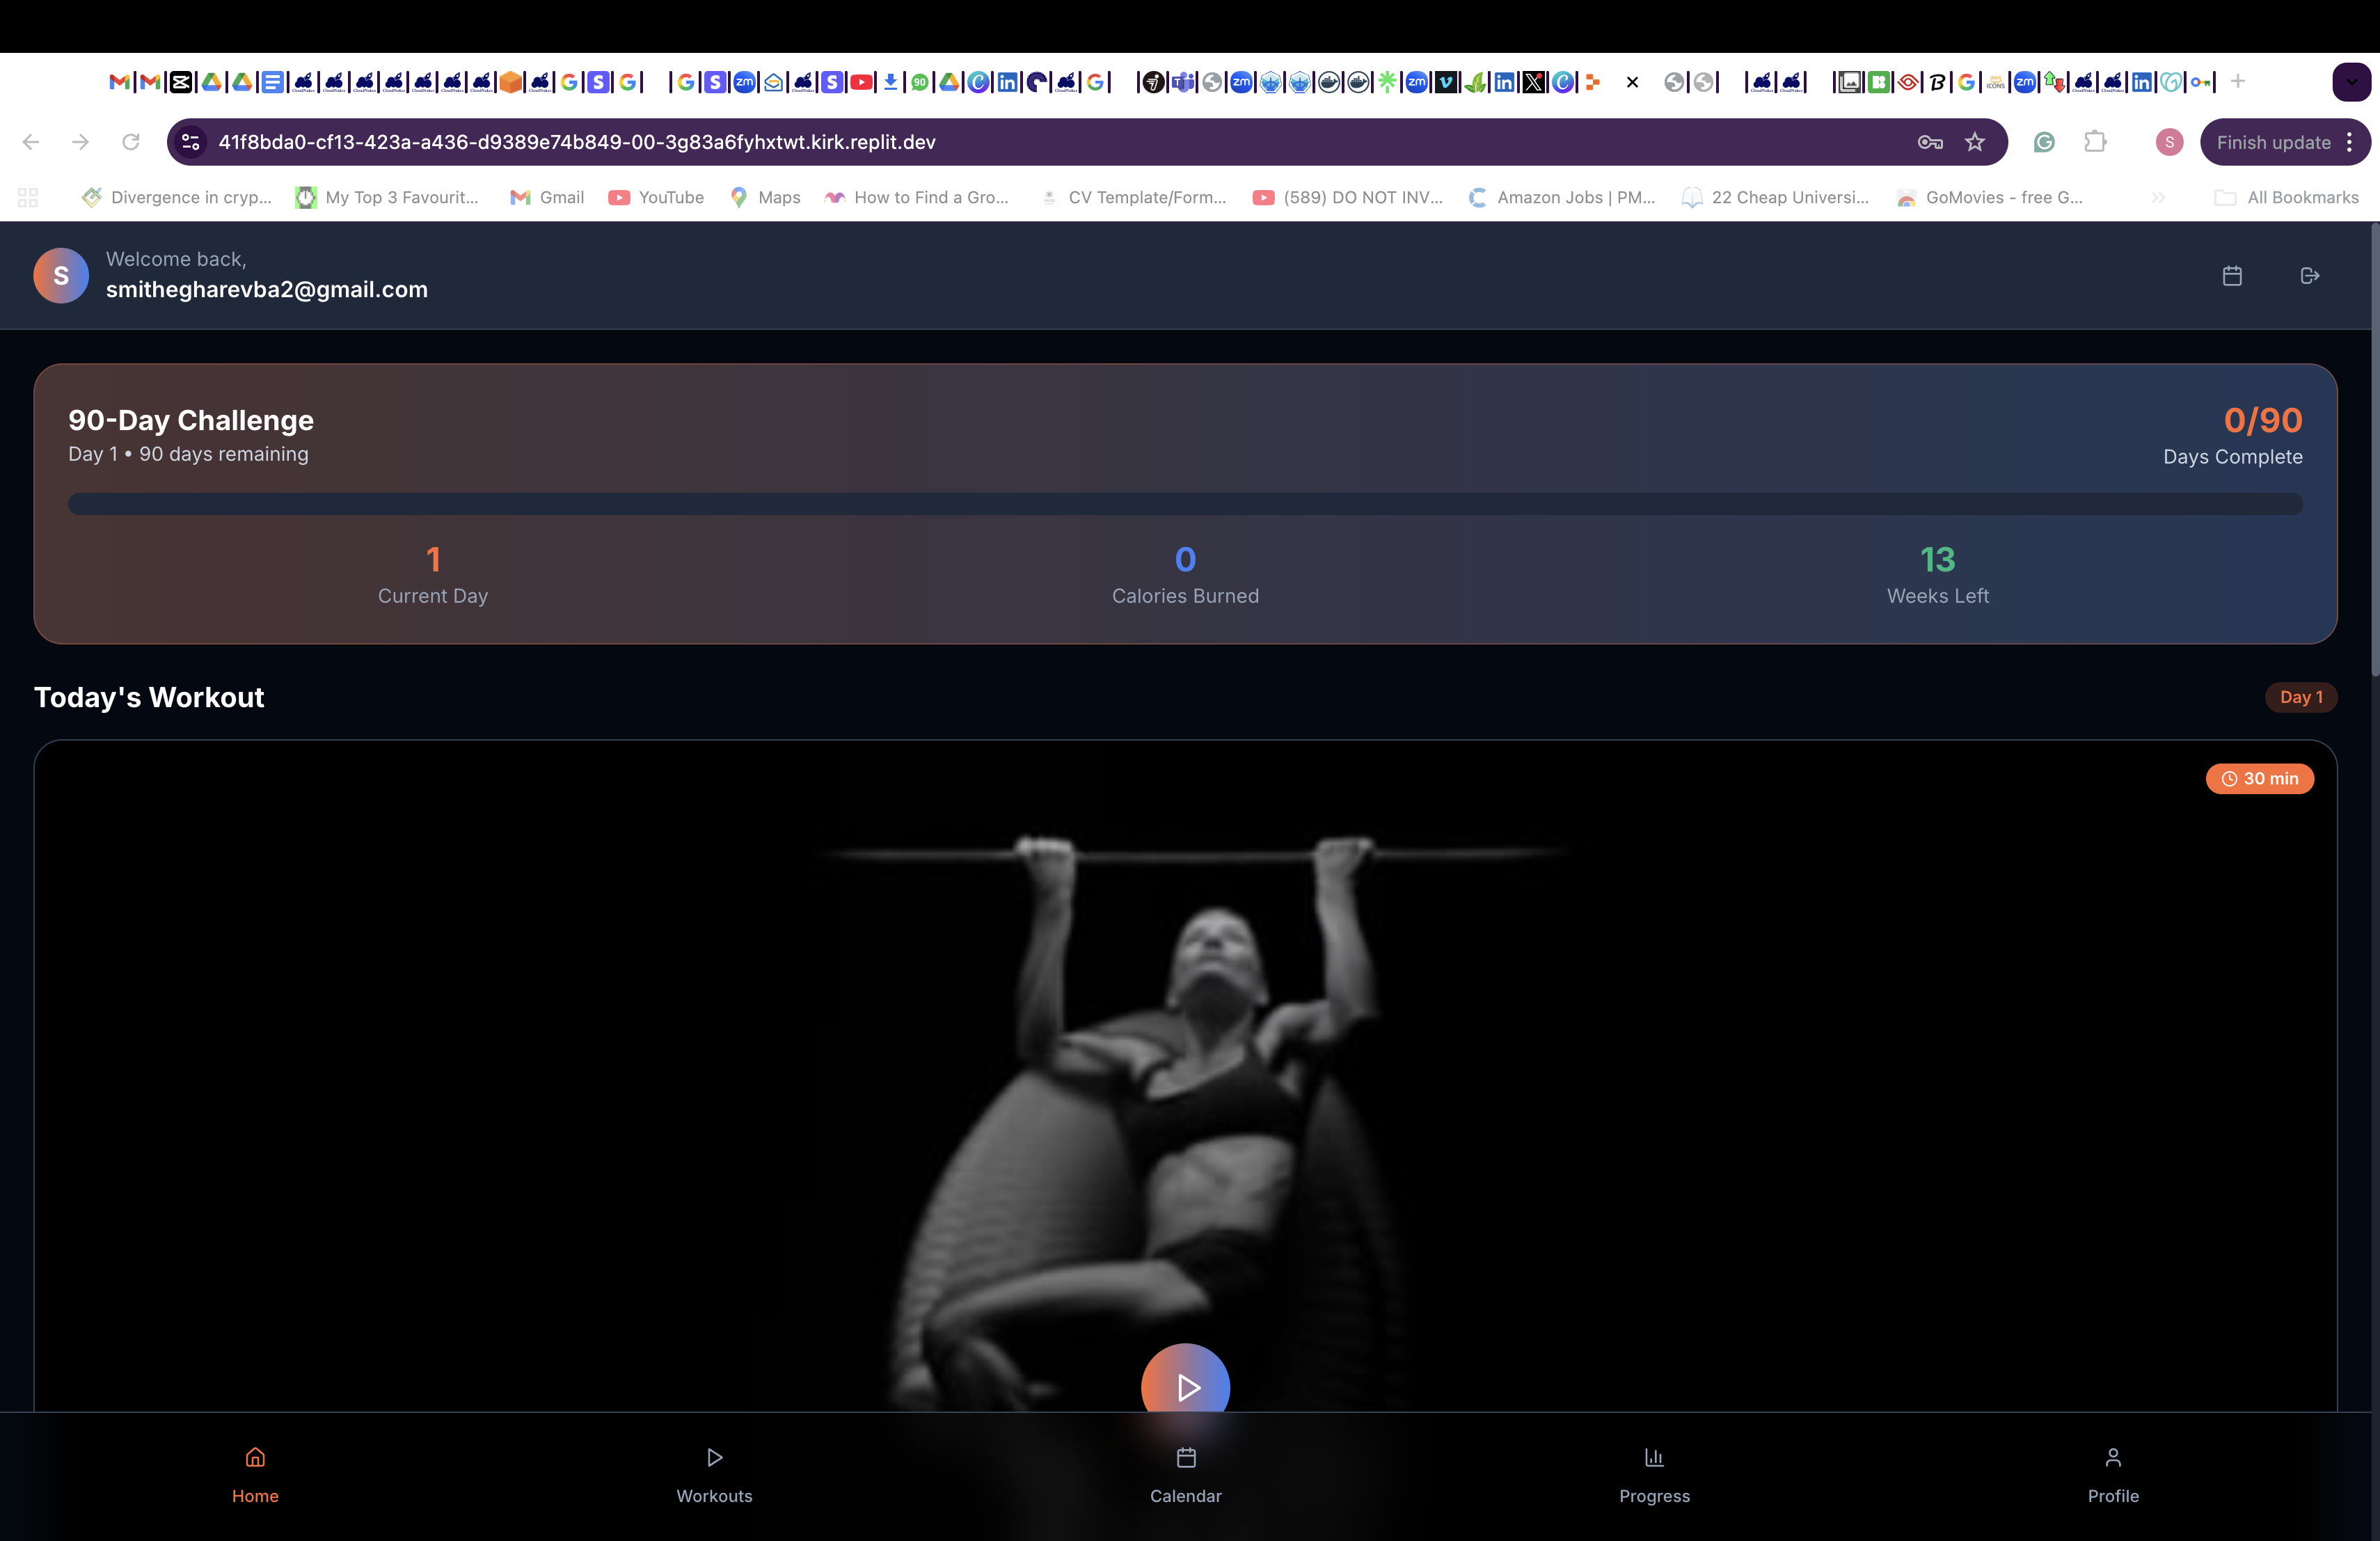 41f8bda0-cf13-423a-a436-d9389e74b849-00-3g83a6fyhxtwt.kirk.replit.dev
S
Finish update
Divergence in cryp...
My Top 3 Favourit...
Gmail
YouTube
Maps
How to Find a Gro...
CV Template/Form...
(589) DO NOT INV...
Amazon Jobs | PM...
22 Cheap Universi...
GoMovies - free G...
All Bookmarks
S
Welcome back,
smithegharevba2@gmail.com
90-Day Challenge
0/90
Day 1 • 90 days remaining
Days Complete
1
0
13
Current Day
Calories Burned
Weeks Left
Today's Workout
Day 1
30 min
Home
Workouts
Calendar
Progress
Profile